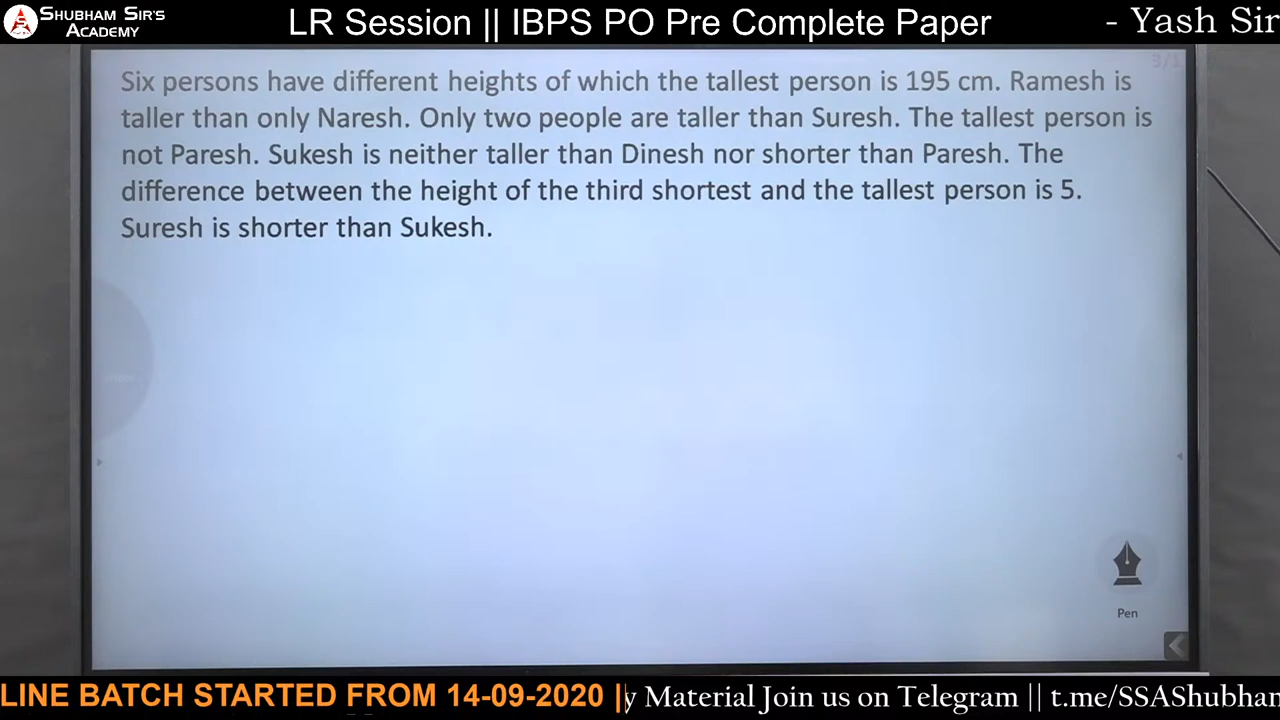 SHUBHAM SIR'S
ACADEMY
LR Session || IBPS PO Pre Complete Paper
- Yash Sir
Six persons have different heights of which the tallest person is 195 cm. Ramesh is
taller than only Naresh. Only two people are taller than Suresh. The tallest person is
not Paresh. Sukesh is neither taller than Dinesh nor shorter than Paresh. The
difference between the height of the third shortest and the tallest person is 5.
Suresh is shorter than Sukesh.
Pen
LINE BATCH STARTED FROM 14-09-2020 ||
y Material Join us on Telegram || t.me/SSAShubham